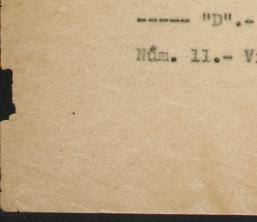 ----- "D".-
Núm. 11.- V